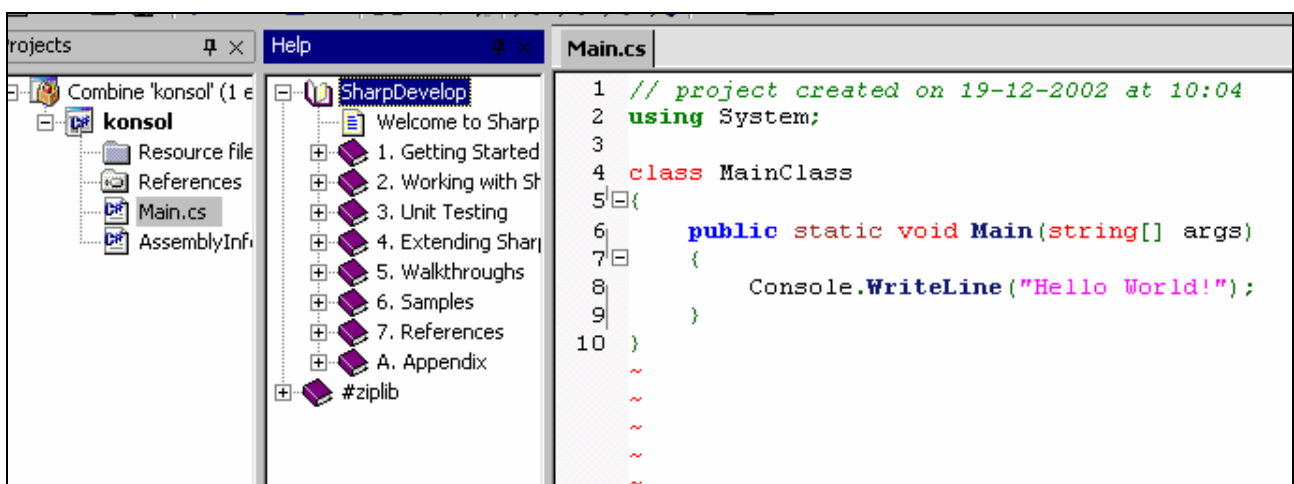 Projects
Combine 'konsol' (1 e
konsol
Resource file
References
Main.cs
AssemblyInf
Help
SharpDevelop
Welcome to Sharp
1. Getting Started
2. Working with Sh
3. Unit Testing
4. Extending Shar
5. Walkthroughs
6. Samples
7. References
A. Appendix
#ziplib
Main.cs
1 // project created on 19-12-2002 at 10:04
2 using System;
3
4 class MainClass
5 {
6 public static void Main(string[] args)
7 {
8 Console.WriteLine("Hello World!");
9 }
10 }
~
~
~
~
~